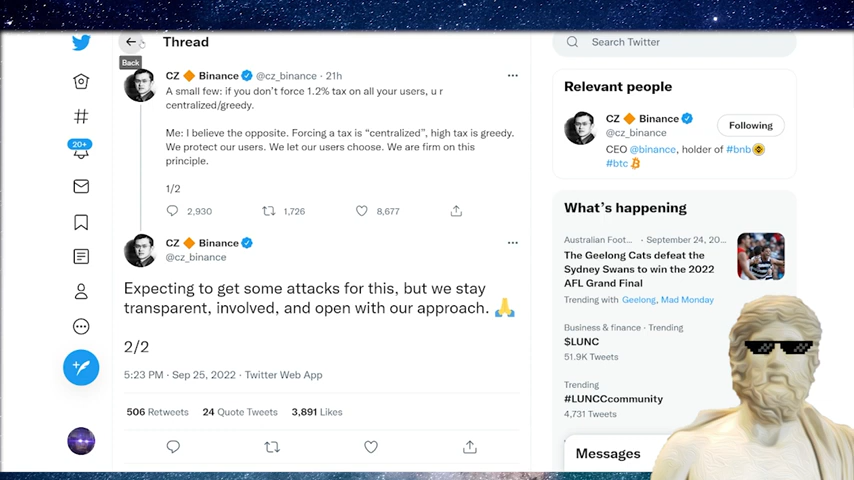 Thread
Search Twitter
Back
CZ 🔶 Binance @cz_binance · 21h
A small few: if you don't force 1.2% tax on all your users, u r
centralized/greedy.
Me: I believe the opposite. Forcing a tax is "centralized", high tax is greedy.
We protect our users. We let our users choose. We are firm on this
principle.
1/2
2,930 1,726 8,677
CZ 🔶 Binance
@cz_binance
Expecting to get some attacks for this, but we stay
transparent, involved, and open with our approach. 🙏
2/2
5:23 PM · Sep 25, 2022 · Twitter Web App
506 Retweets 24 Quote Tweets 3,891 Likes
20+
Relevant people
CZ 🔶 Binance
@cz_binance
Following
CEO @binance, holder of #bnb
#btc
What's happening
Australian Foot... · September 24, 20...
The Geelong Cats defeat the
Sydney Swans to win the 2022
AFL Grand Final
Trending with Geelong, Mad Monday
Business & finance · Trending
$LUNC
51.9K Tweets
Trending
#LUNCcommunity
4,731 Tweets
Messages